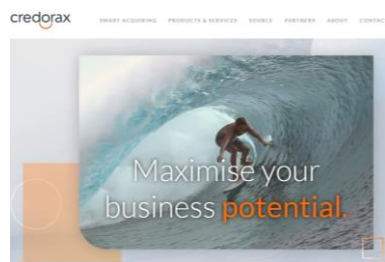 credorax
SMART ACQUIRING PRODUCTS & SERVICES SOURCE PARTNERS ABOUT CONTAC
Maximise your
business potential.